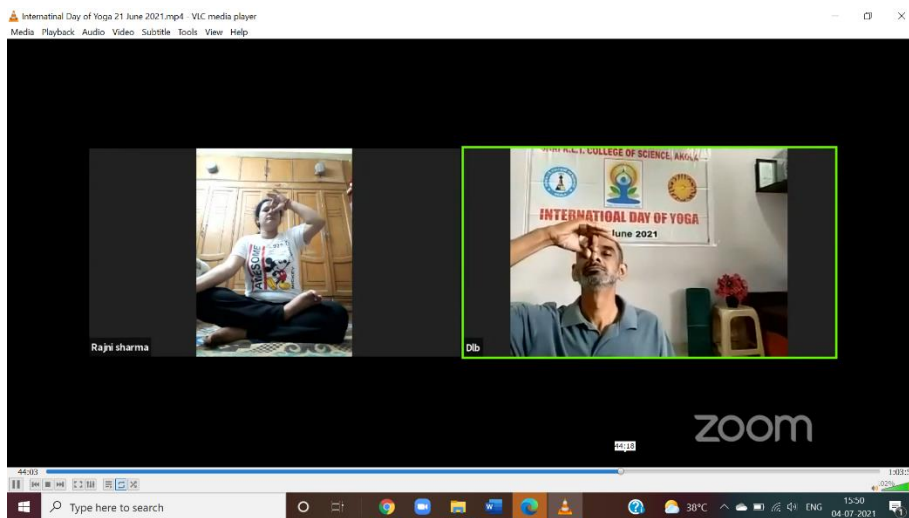 Internatinal Day of Yoga 21 June 2021.mp4 - VLC media player
Media Playback Audio Video Subtitle Tools View Help
COLLEGE OF SCIENCE,
INTERNATIOAL DAY OF YOGA
June 2021
AWESOME
Rajni sharma
Dlb
zoom
44:18
44:03
Type here to search
38°C
ENG
15:50
04-07-2021